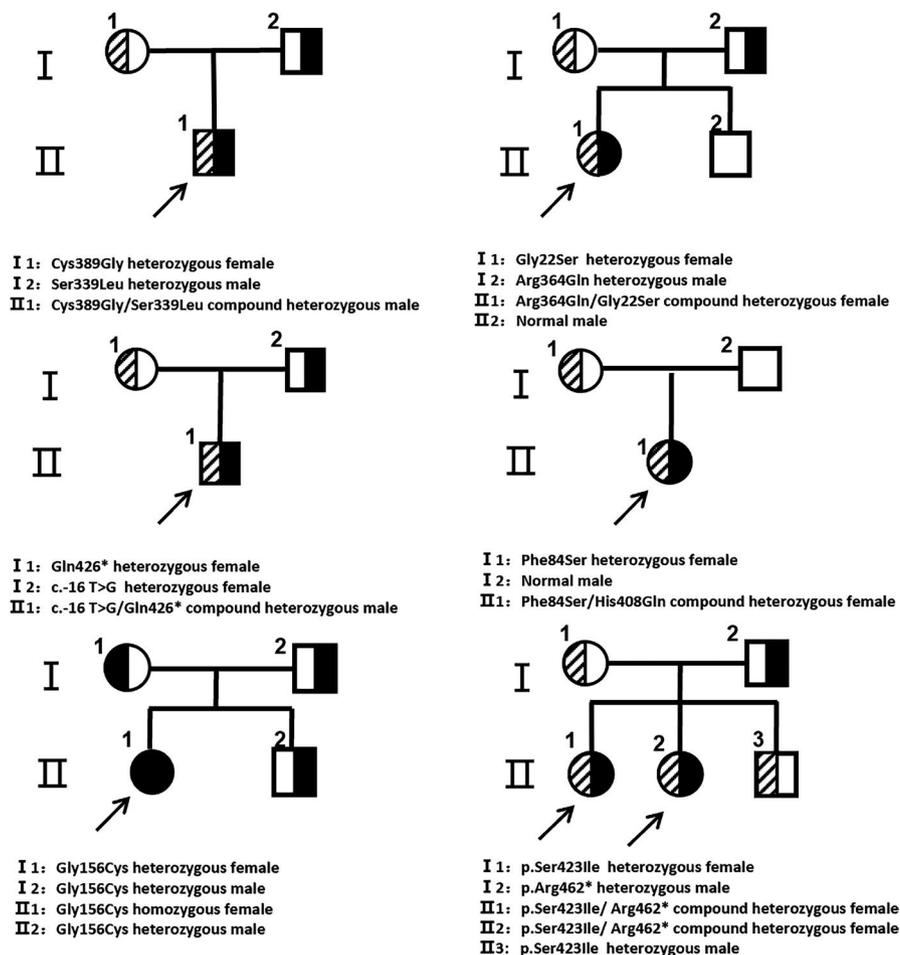 1 2
I
1
II
I 1: Cys389Gly heterozygous female
I 2: Ser339Leu heterozygous male
II1: Cys389Gly/Ser339Leu compound heterozygous male
1 2
I
1 2
II
I 1: Gly22Ser heterozygous female
I 2: Arg364Gln heterozygous male
II1: Arg364Gln/Gly22Ser compound heterozygous female
II2: Normal male
1 2
I
1
II
I 1: Gln426* heterozygous female
I 2: c.-16 T>G heterozygous female
II1: c.-16 T>G/Gln426* compound heterozygous male
1 2
I
1
II
I 1: Phe84Ser heterozygous female
I 2: Normal male
II1: Phe84Ser/His408Gln compound heterozygous female
1 2
I
1 2
II
I 1: Gly156Cys heterozygous female
I 2: Gly156Cys heterozygous male
II1: Gly156Cys homozygous female
II2: Gly156Cys heterozygous male
1 2
I
1 2 3
II
I 1: p.Ser423Ile heterozygous female
I 2: p.Arg462* heterozygous male
II1: p.Ser423Ile/ Arg462* compound heterozygous female
II2: p.Ser423Ile/ Arg462* compound heterozygous female
II3: p.Ser423Ile heterozygous male